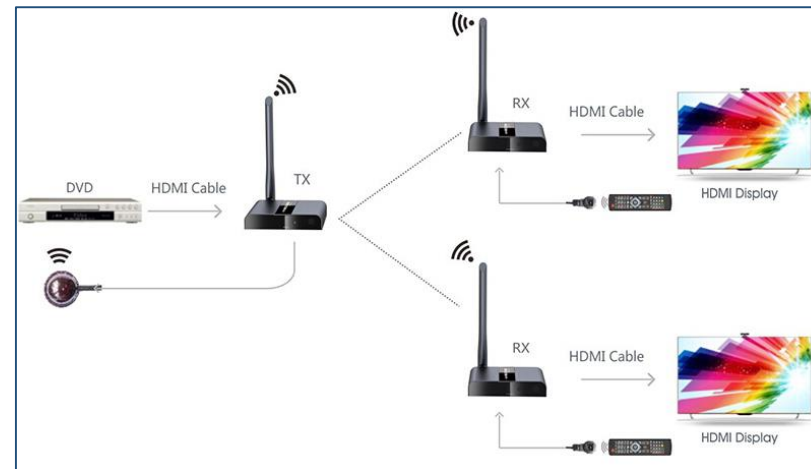 RX
HDMI Cable
HDMI Display
TX
DVD
HDMI Cable
RX
HDMI Cable
HDMI Display